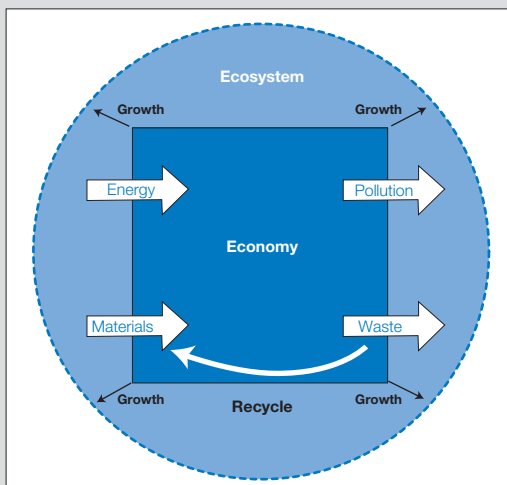 Ecosystem
Growth
Growth
Energy
Pollution
Economy
Materials
Waste
Growth
Growth
Recycle